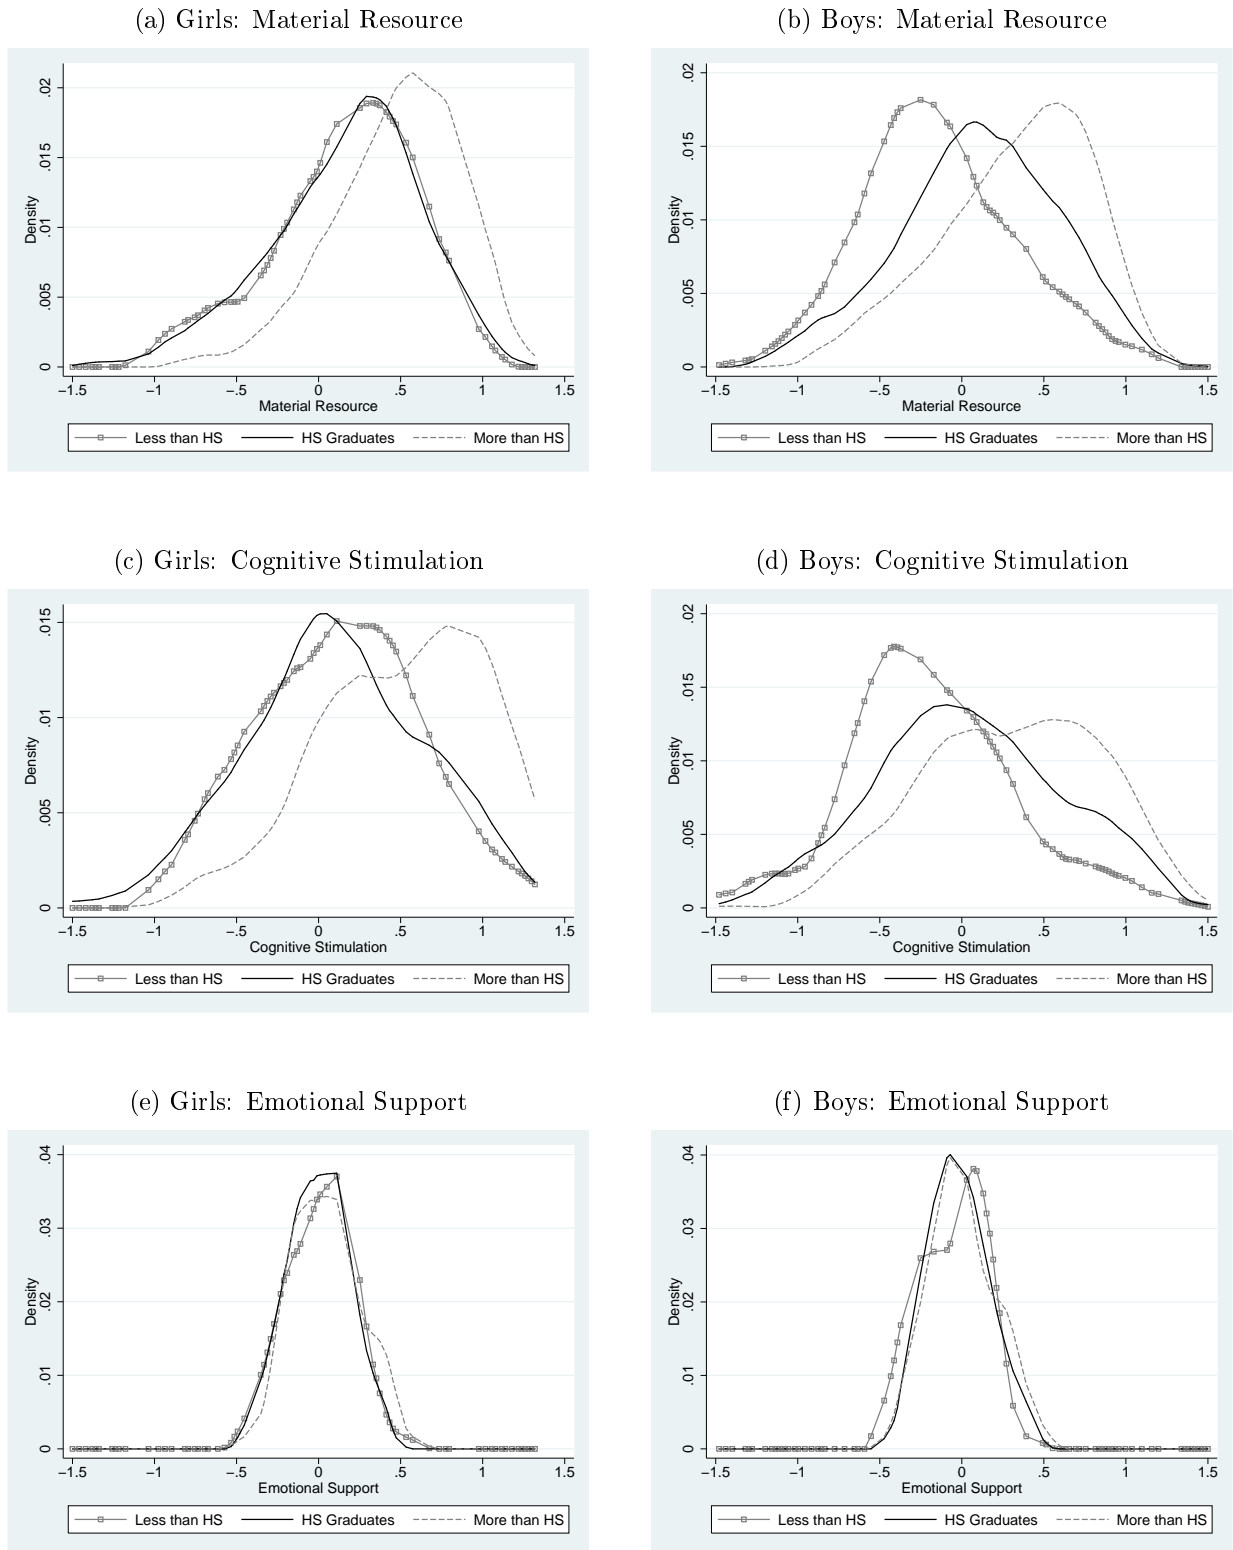 (a) Girls: Material Resource
(b) Boys: Material Resource
Density
0 .005 .01 .015 .02
−1.5 −1 −.5 0 .5 1 1.5
Material Resource
Less than HS HS Graduates More than HS
Density
0 .005 .01 .015 .02
−1.5 −1 −.5 0 .5 1 1.5
Material Resource
Less than HS HS Graduates More than HS
(c) Girls: Cognitive Stimulation
(d) Boys: Cognitive Stimulation
Density
0 .005 .01 .015
−1.5 −1 −.5 0 .5 1 1.5
Cognitive Stimulation
Less than HS HS Graduates More than HS
Density
0 .005 .01 .015 .02
−1.5 −1 −.5 0 .5 1 1.5
Cognitive Stimulation
Less than HS HS Graduates More than HS
(e) Girls: Emotional Support
(f) Boys: Emotional Support
Density
0 .01 .02 .03 .04
−1.5 −1 −.5 0 .5 1 1.5
Emotional Support
Less than HS HS Graduates More than HS
Density
0 .01 .02 .03 .04
−1.5 −1 −.5 0 .5 1 1.5
Emotional Support
Less than HS HS Graduates More than HS